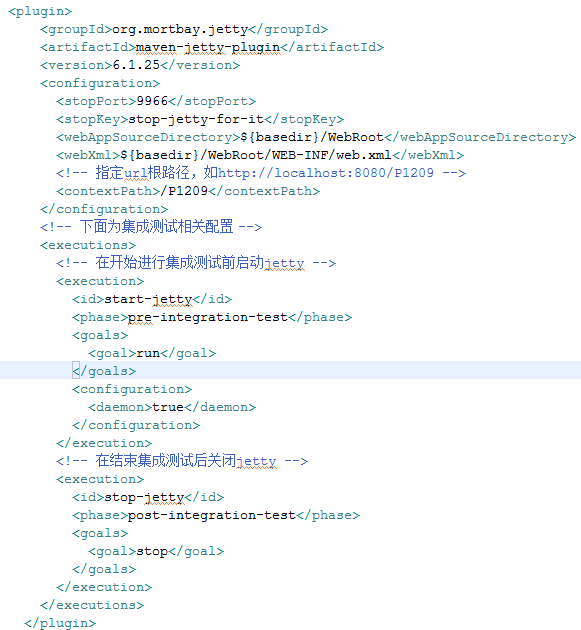 <plugin>
<groupId>org.mortbay.jetty</groupId>
<artifactId>maven-jetty-plugin</artifactId>
<version>6.1.25</version>
<configuration>
<stopPort>9966</stopPort>
<stopKey>stop-jetty-for-it</stopKey>
<webAppSourceDirectory>${basedir}/WebRoot</webAppSourceDirectory>
<webXml>${basedir}/WebRoot/WEB-INF/web.xml</webXml>
<!-- 指定url根路径，如http://localhost:8080/P1209 -->
<contextPath>/P1209</contextPath>
</configuration>
<!-- 下面为集成测试相关配置 -->
<executions>
<!-- 在开始进行集成测试前启动jetty -->
<execution>
<id>start-jetty</id>
<phase>pre-integration-test</phase>
<goals>
<goal>run</goal>
</goals>
<configuration>
<daemon>true</daemon>
</configuration>
</execution>
<!-- 在结束集成测试后关闭jetty -->
<execution>
<id>stop-jetty</id>
<phase>post-integration-test</phase>
<goals>
<goal>stop</goal>
</goals>
</execution>
</executions>
</plugin>